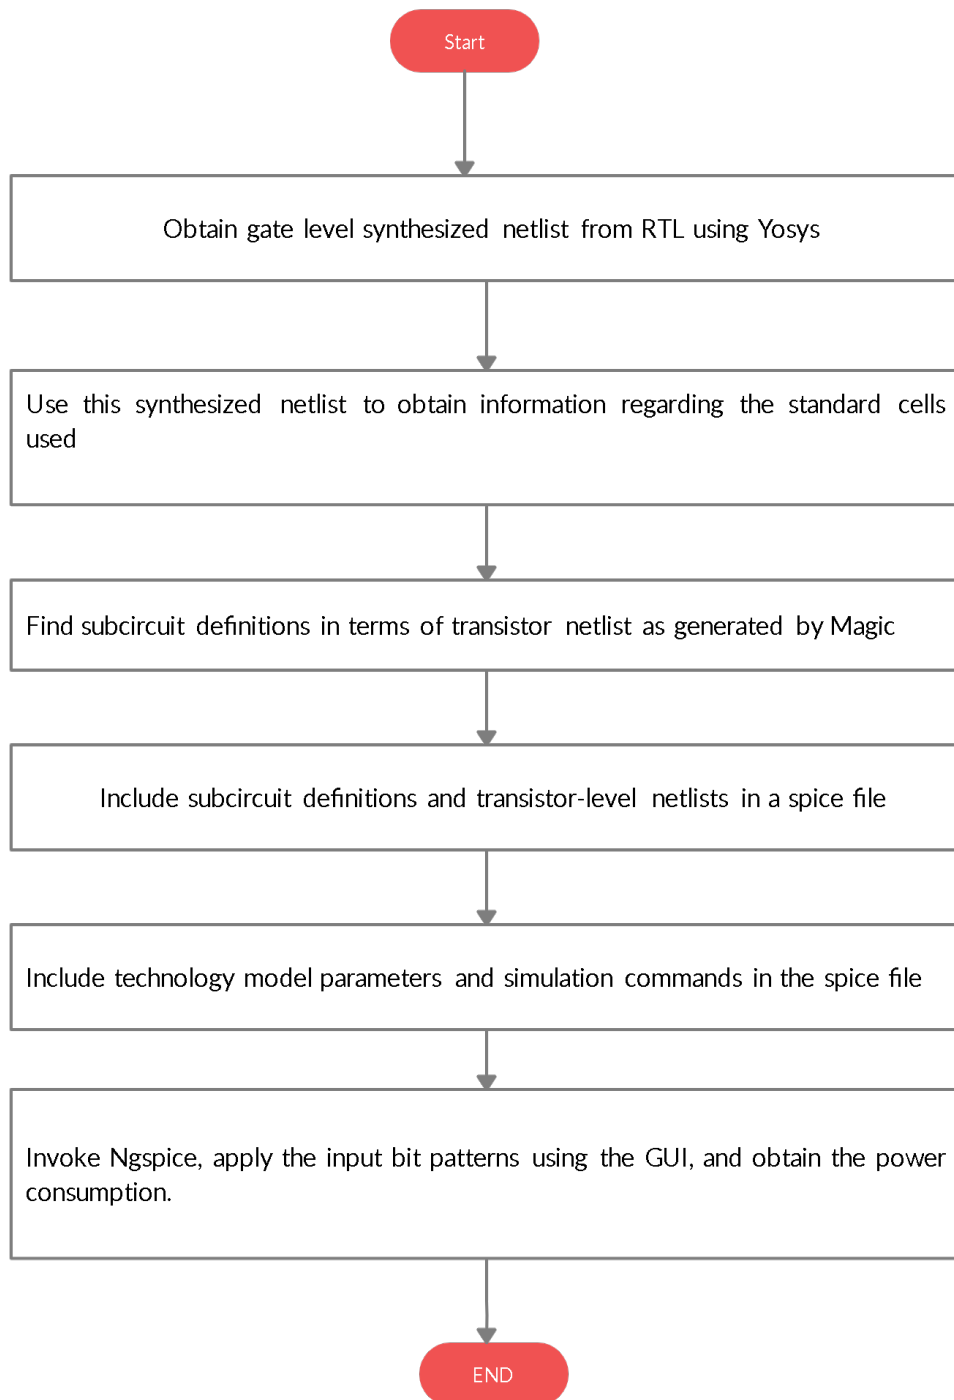 Start
Obtain gate level synthesized netlist from RTL using Yosys
Use this synthesized netlist to obtain information regarding the standard cells
used
Find subcircuit definitions in terms of transistor netlist as generated by Magic
Include subcircuit definitions and transistor-level netlists in a spice file
Include technology model parameters and simulation commands in the spice file
Invoke Ngspice, apply the input bit patterns using the GUI, and obtain the power
consumption.
END